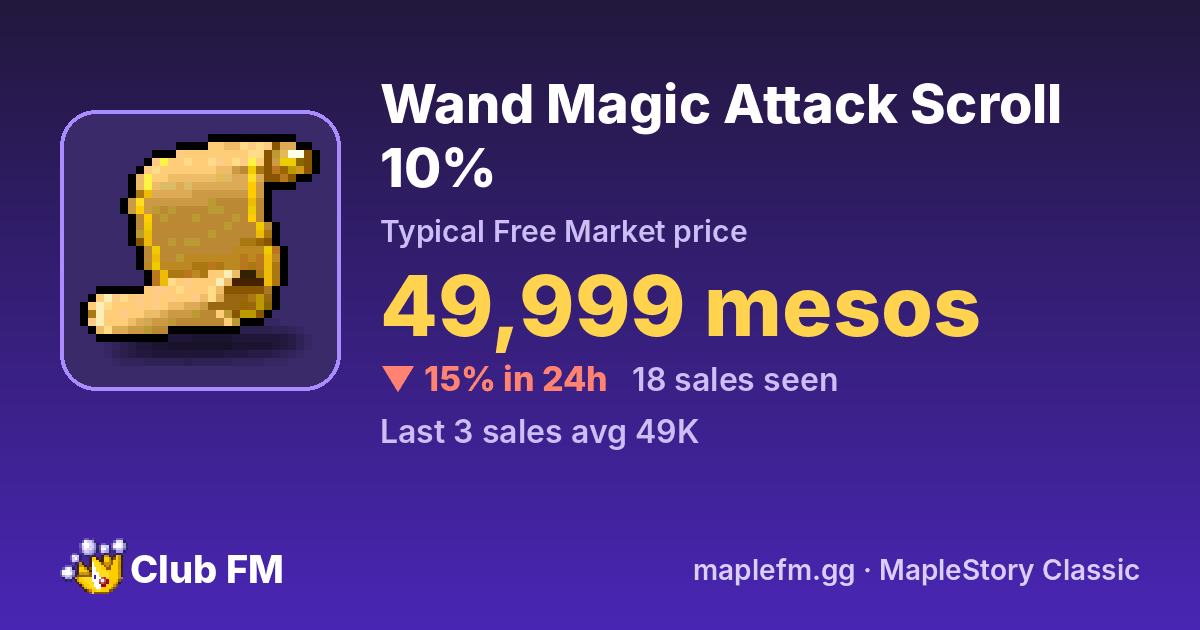 Wand Magic Attack Scroll
10%
Typical Free Market price
49,999 mesos
▼ 15% in 24h 18 sales seen
Last 3 sales avg 49K
Club FM
maplefm.gg · MapleStory Classic